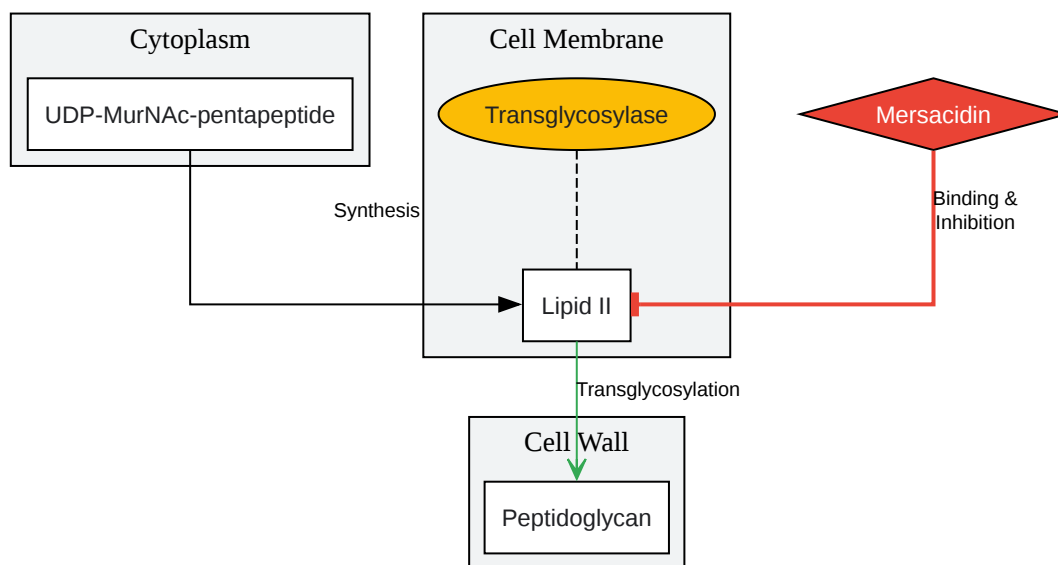 Cytoplasm
UDP-MurNAc-pentapeptide
Cell Membrane
Transglycosylase
Mersacidin
Synthesis
Binding &
Inhibition
Lipid II
Transglycosylation
Cell Wall
Peptidoglycan